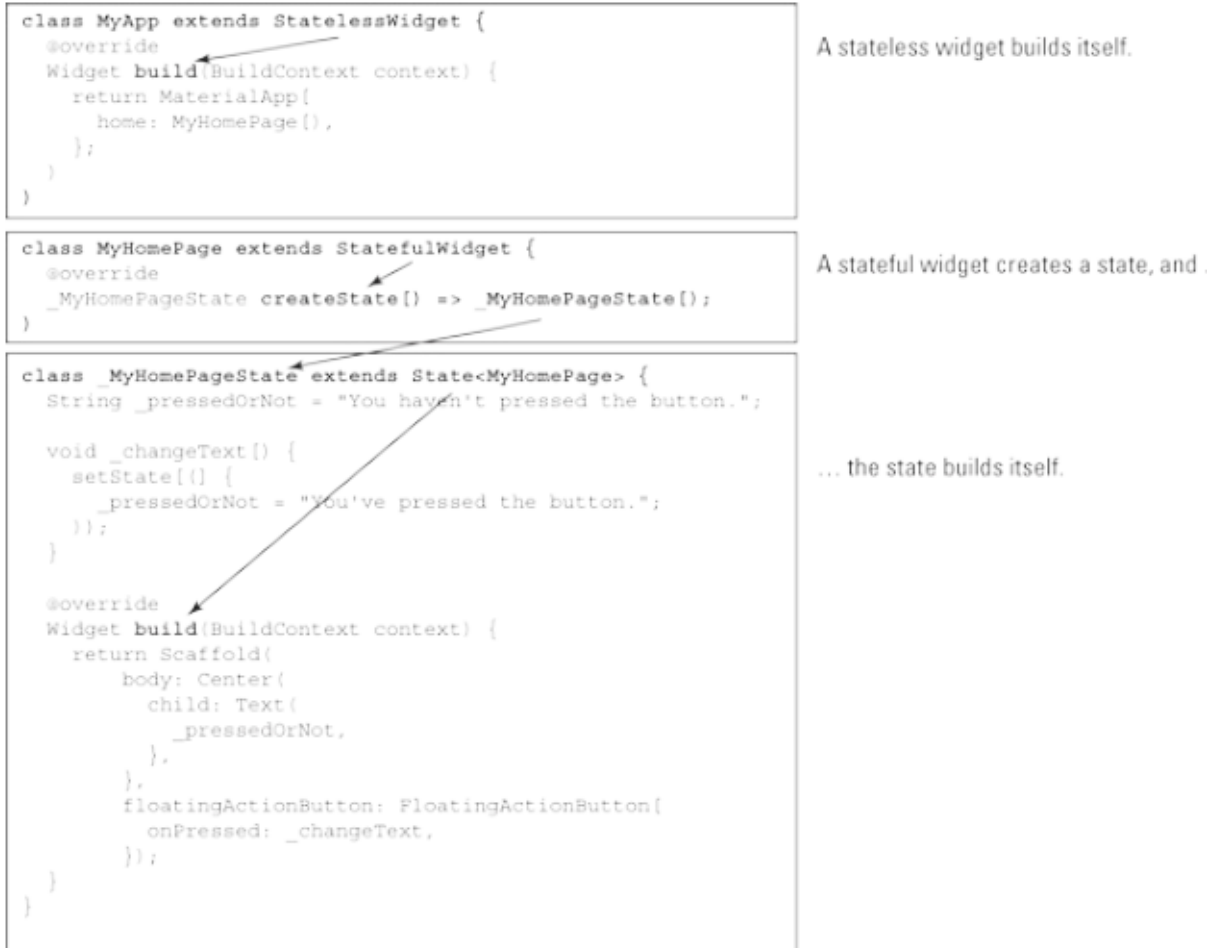 class MyApp extends StatelessWidget {
@override
Widget build(BuildContext context) {
return MaterialApp[
home: MyHomePage[),
};
)
)
A stateless widget builds itself.
class MyHomePage extends StatefulWidget {
@override
_MyHomePageState createState[) => _MyHomePageState[);
)
A stateful widget creates a state, and .
class _MyHomePageState extends State<MyHomePage> {
String _pressedOrNot = "You haven't pressed the button.";
void _changeText[) {
setState[(] {
_pressedOrNot = "You've pressed the button.";
));
}
@override
Widget build(BuildContext context) {
return Scaffold(
body: Center(
child: Text(
_pressedOrNot,
},
},
floatingActionButton: FloatingActionButton[
onPressed: _changeText,
});
}
}
... the state builds itself.